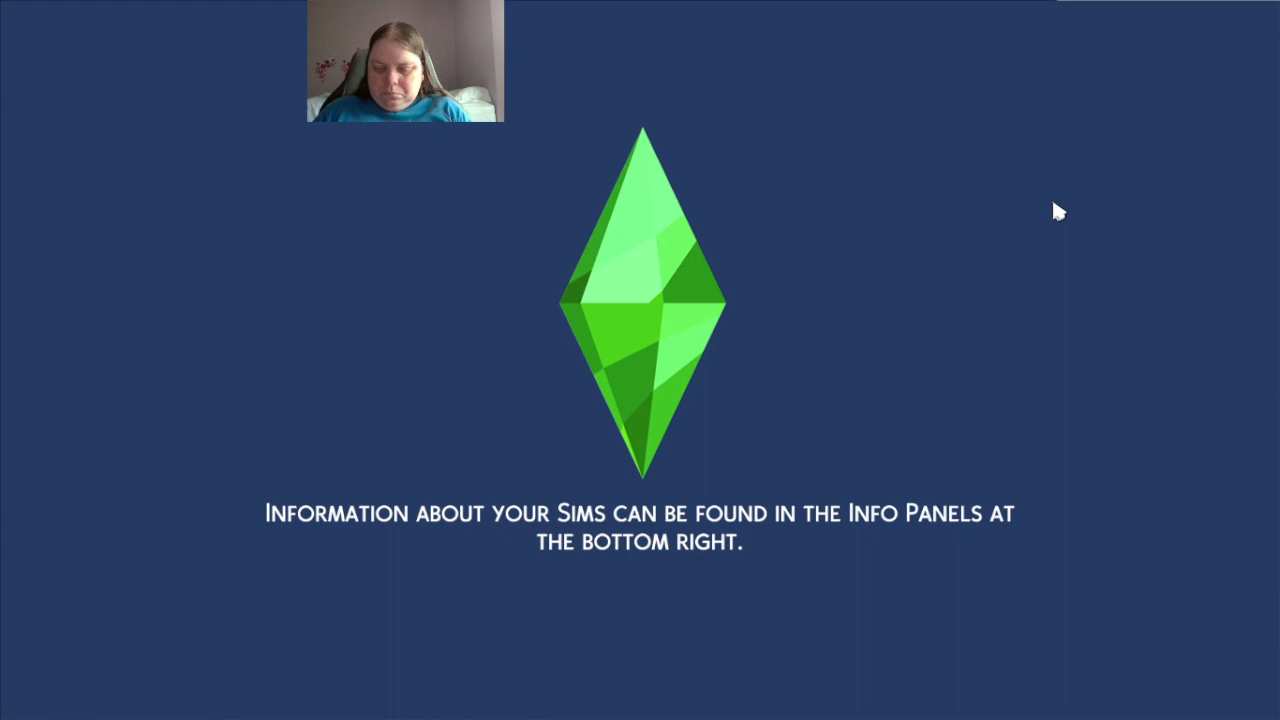 Information about your Sims can be found in the Info Panels at
the bottom right.